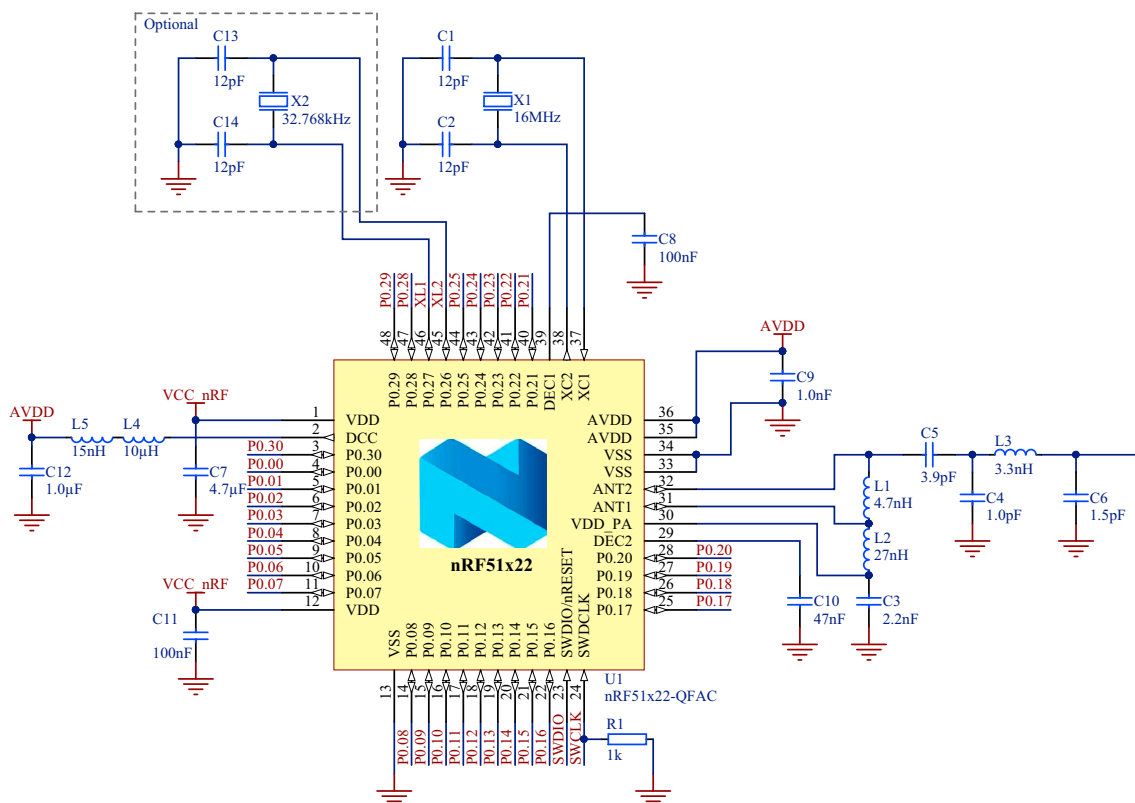 Optional
C13
12pF
X2
32.768kHz
C14
12pF
C1
12pF
X1
16MHz
C2
12pF
C8
100nF
P0.29
P0.28
XL1
XL2
P0.25
P0.24
P0.23
P0.22
P0.21
48
47
46
45
44
43
42
41
40
39
38
37
P0.29
P0.28
P0.27
P0.26
P0.25
P0.24
P0.23
P0.22
P0.21
DEC1
XC2
XC1
AVDD
C9
1.0nF
AVDD
L5
15nH
L4
10µH
C12
1.0µF
VCC_nRF
C7
4.7µF
1 VDD
2 DCC
P0.30 3 P0.30
P0.00 4 P0.00
P0.01 5 P0.01
P0.02 6 P0.02
P0.03 7 P0.03
P0.04 8 P0.04
P0.05 9 P0.05
P0.06 10 P0.06
P0.07 11 P0.07
12 VDD
VCC_nRF
C11
100nF
nRF51x22
AVDD 36
AVDD 35
VSS 34
VSS 33
ANT2 32
ANT1 31
VDD_PA 30
DEC2 29
P0.20 28 P0.20
P0.19 27 P0.19
P0.18 26 P0.18
P0.17 25 P0.17
C5
3.9pF
L3
3.3nH
L1
4.7nH
L2
27nH
C4
1.0pF
C6
1.5pF
C10
47nF
C3
2.2nF
VSS
P0.08
P0.09
P0.10
P0.11
P0.12
P0.13
P0.14
P0.15
P0.16
SWDIO/nRESET
SWDCLK
13
14
15
16
17
18
19
20
21
22
23
24
P0.08
P0.09
P0.10
P0.11
P0.12
P0.13
P0.14
P0.15
P0.16
SWDIO
SWCLK
U1
nRF51x22-QFAC
R1
1k